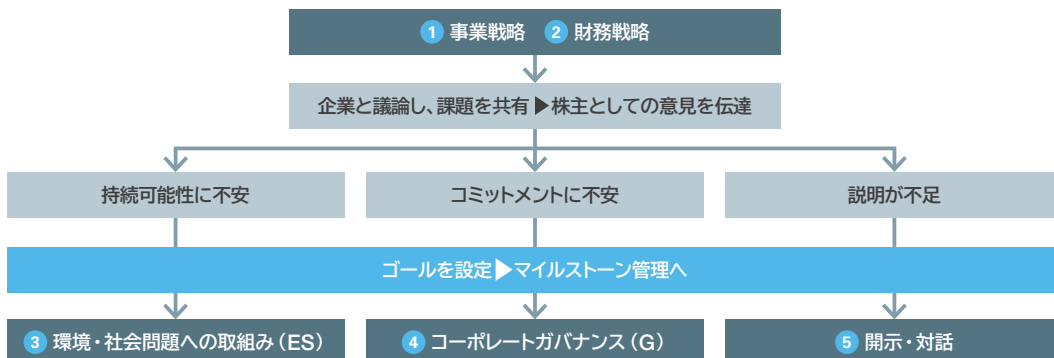 1 事業戦略 2 財務戦略
企業と議論し、課題を共有▶株主としての意見を伝達
持続可能性に不安
コミットメントに不安
説明が不足
ゴールを設定▶マイルストーン管理へ
3 環境・社会問題への取組み（ES）
4 コーポレートガバナンス（G）
5 開示・対話